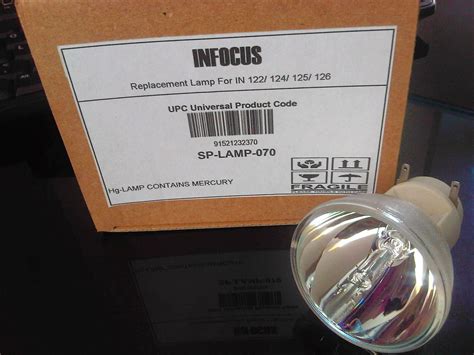 INFOCUS
Replacement Lamp For IN 122/ 124/ 125/ 126
UPC Universal Product Code
91521232370
SP-LAMP-070
Hg-LAMP CONTAINS MERCURY
FRAGILE